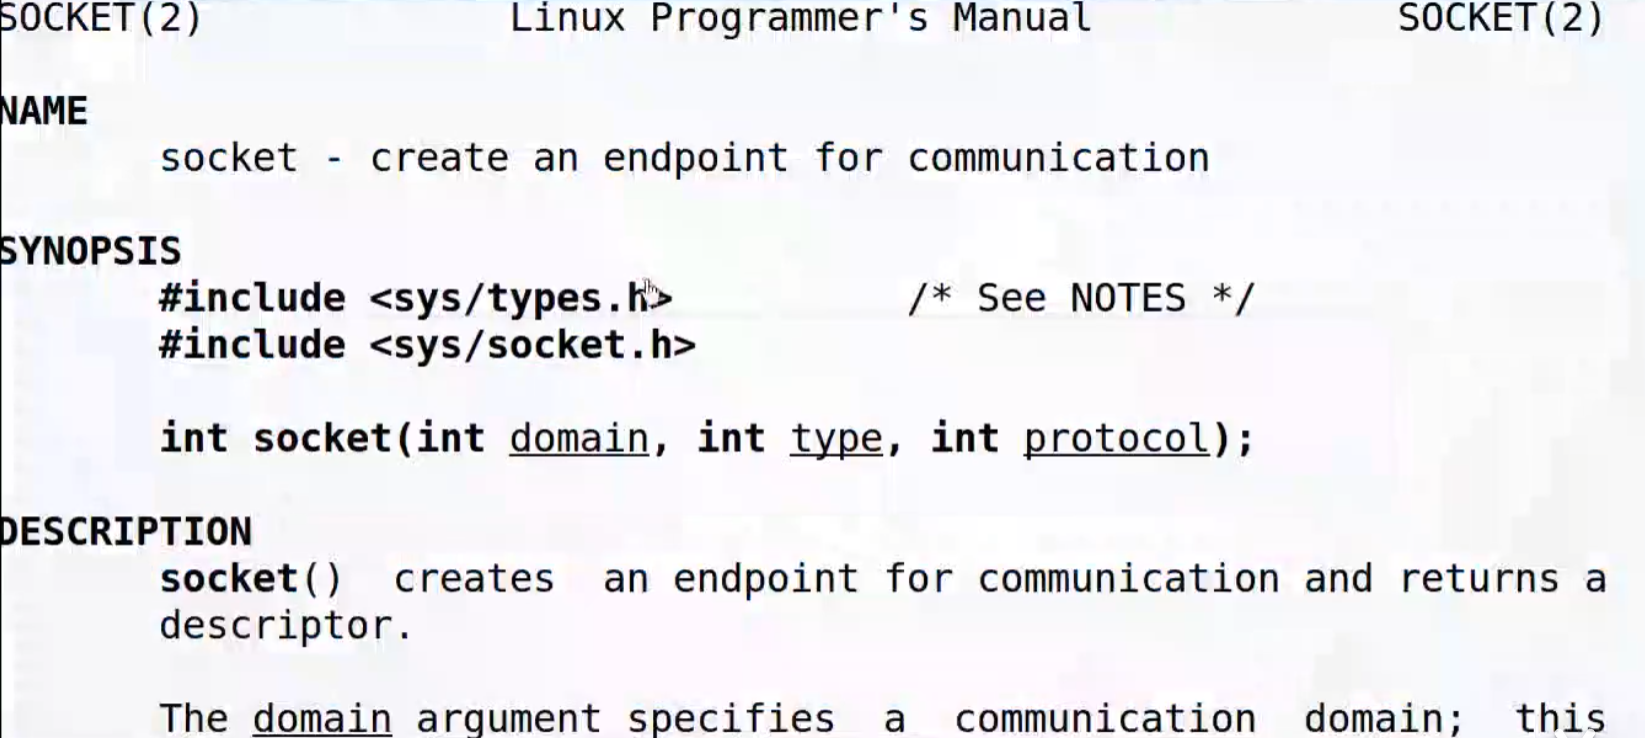 SOCKET(2) Linux Programmer's Manual SOCKET(2)
NAME
socket - create an endpoint for communication
SYNOPSIS
#include <sys/types.h> /* See NOTES */
#include <sys/socket.h>
int socket(int domain, int type, int protocol);
DESCRIPTION
socket() creates an endpoint for communication and returns a
descriptor.
The domain argument specifies a communication domain; this